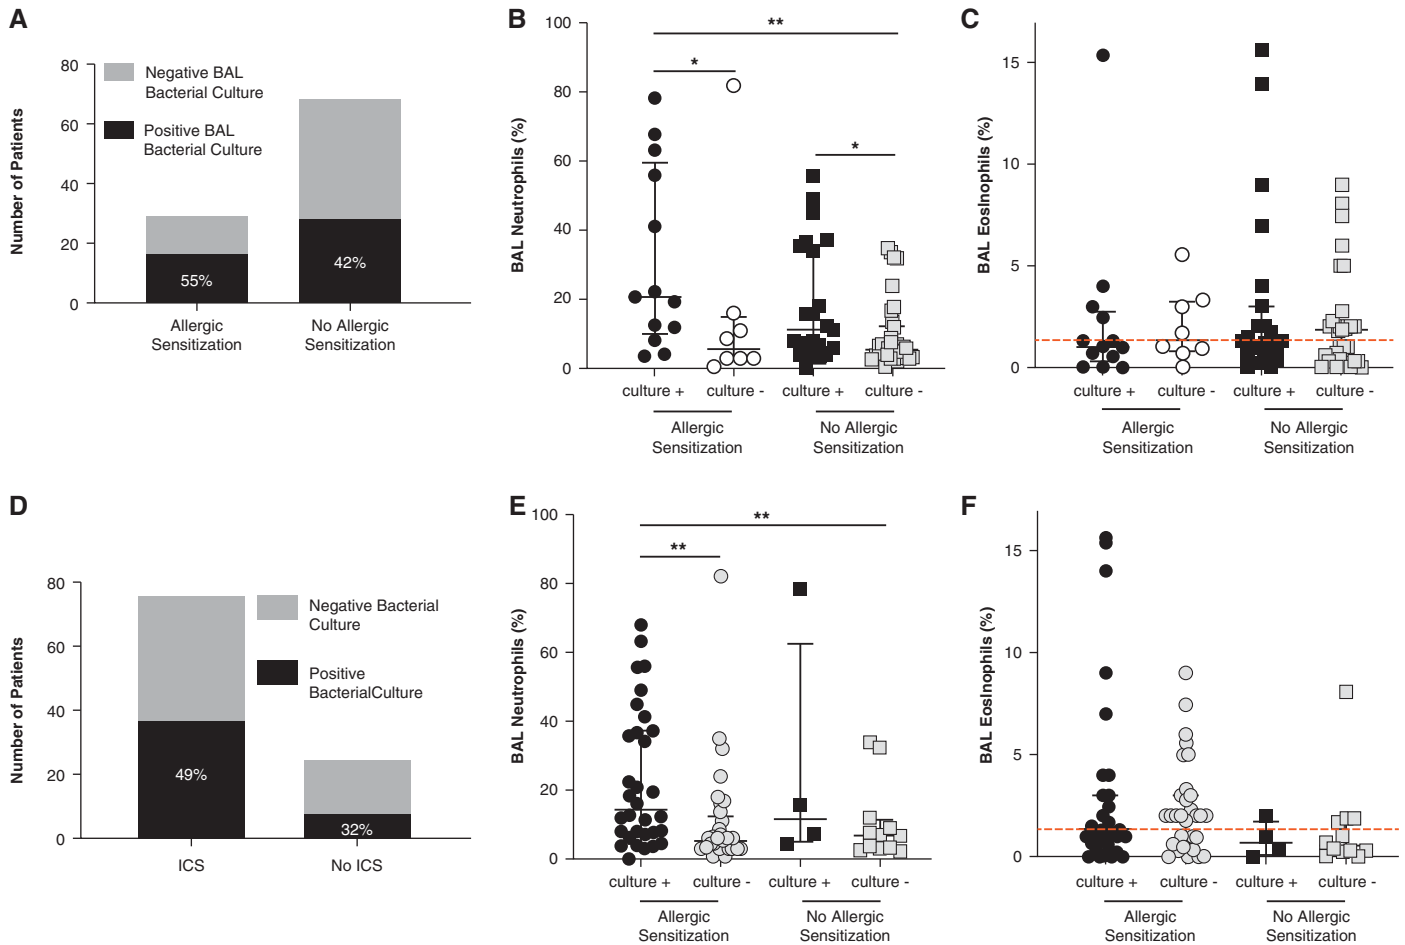 A
Number of Patients
80
60
40
20
0
Negative BAL
Bacterial Culture
Positive BAL
Bacterial Culture
55%
42%
Allergic
Sensitization
No Allergic
Sensitization
B
BAL Neutrophils (%)
100
80
60
40
20
0
**
*
*
culture +
culture -
culture +
culture -
Allergic
Sensitization
No Allergic
Sensitization
C
BAL Eosinophils (%)
15
10
5
0
culture +
culture -
culture +
culture -
Allergic
Sensitization
No Allergic
Sensitization
D
Number of Patients
80
60
40
20
0
Negative Bacterial
Culture
Positive
BacterialCulture
49%
32%
ICS
No ICS
E
BAL Neutrophils (%)
100
80
60
40
20
0
**
**
culture +
culture -
culture +
culture -
Allergic
Sensitization
No Allergic
Sensitization
F
BAL Eosinophils (%)
15
10
5
0
culture +
culture -
culture +
culture -
Allergic
Sensitization
No Allergic
Sensitization